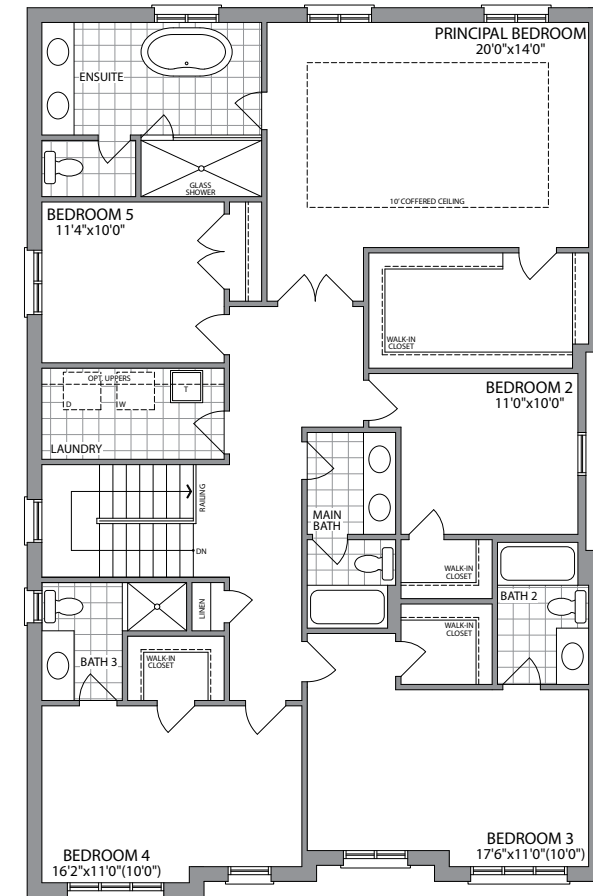 PRINCIPAL BEDROOM
20'0"x14'0"
ENSUITE
GLASS
SHOWER
10' COFFERED CEILING
BEDROOM 5
11'4"x10'0"
WALK-IN
CLOSET
OPT. UPPERS
D
W
T
LAUNDRY
BEDROOM 2
11'0"x10'0"
RAILING
DN
MAIN
BATH
WALK-IN
CLOSET
BATH 2
LINEN
WALK-IN
CLOSET
BATH 3
WALK-IN
CLOSET
BEDROOM 4
16'2"x11'0"(10'0")
BEDROOM 3
17'6"x11'0"(10'0")